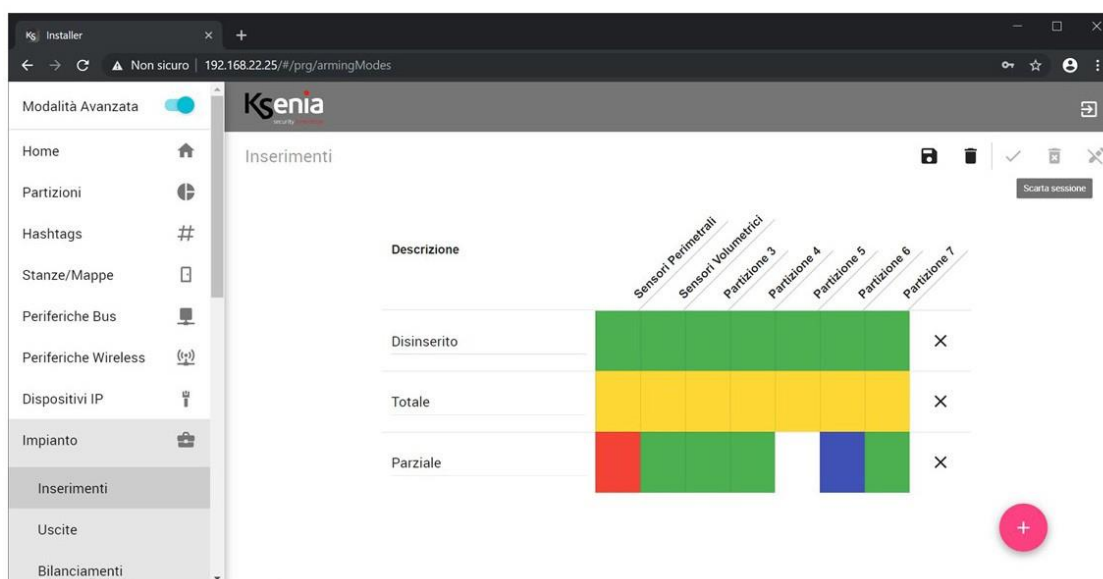 Ks Installer
Non sicuro | 192.168.22.25/#/prg/armingModes
Modalità Avanzata
Ksenia
security
Home
Inserimenti
Partizioni
Scarta sessione
Hashtags
Descrizione
Sensori Perimetrali
Sensori Volumetrici
Partizione 3
Partizione 4
Partizione 5
Partizione 6
Partizione 7
Stanze/Mappe
Periferiche Bus
Disinserito
Periferiche Wireless
Dispositivi IP
Totale
Impianto
Parziale
Inserimenti
Uscite
Bilanciamenti